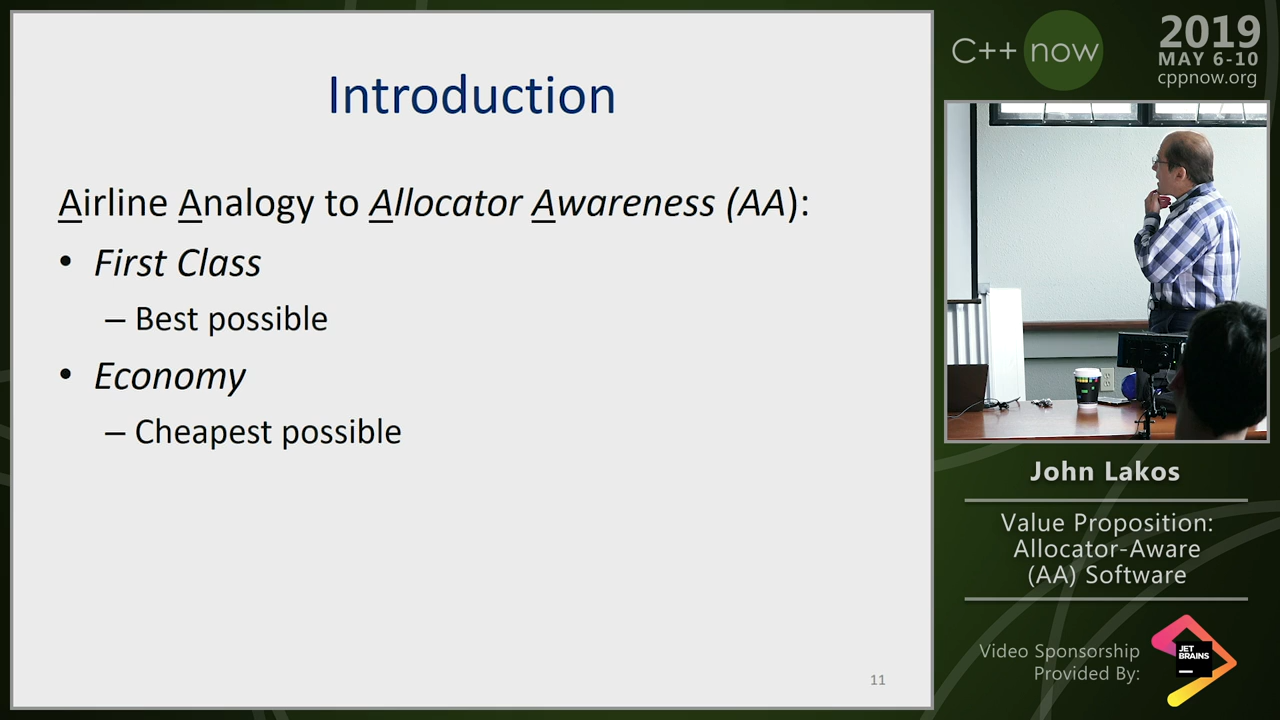 Introduction
Airline Analogy to Allocator Awareness (AA):
• First Class
– Best possible
• Economy
– Cheapest possible
11
C++ now
2019
MAY 6-10
cppnow.org
John Lakos
Value Proposition:
Allocator-Aware
(AA) Software
Video Sponsorship
Provided By:
JET
BRAINS